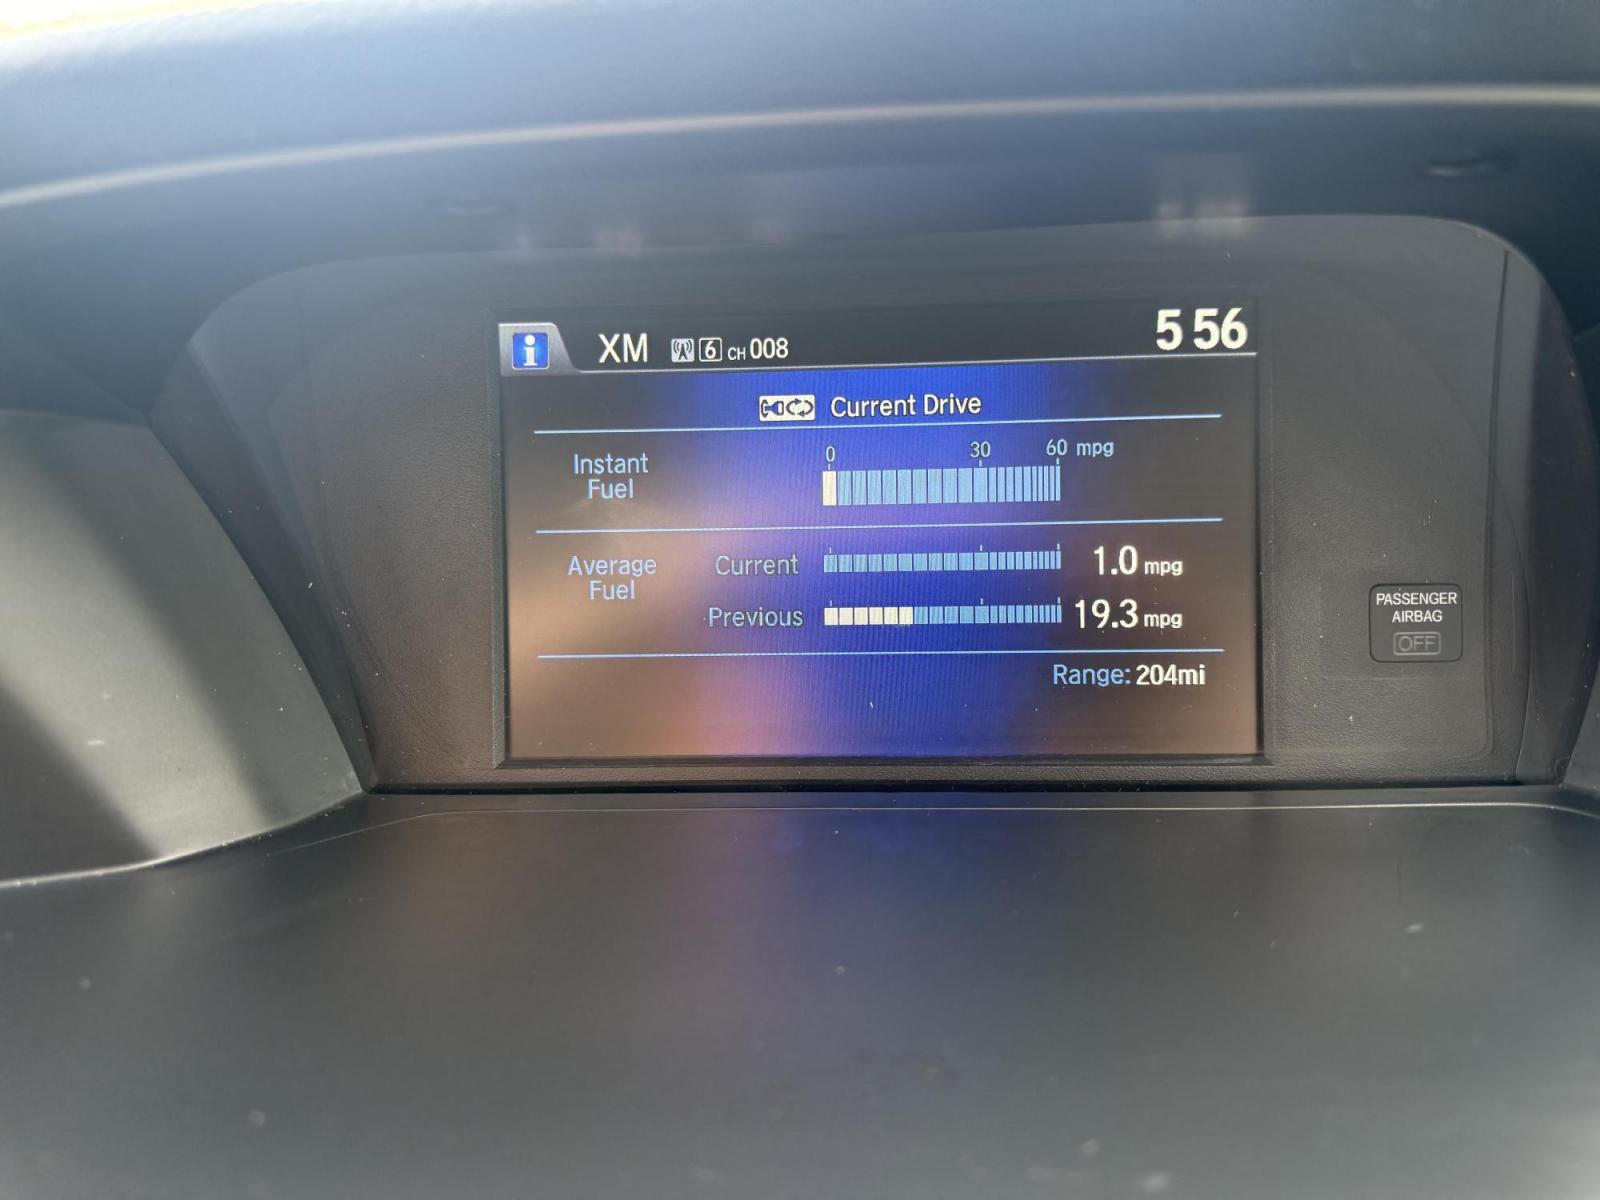 i XM 6 CH 008 5 56
Current Drive
0 30 60 mpg
Instant
Fuel
Average
Fuel
Current 1.0 mpg
Previous 19.3 mpg
Range: 204mi
PASSENGER
AIRBAG
OFF